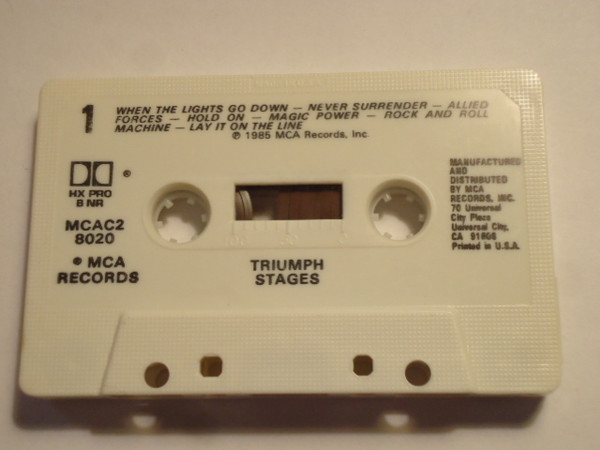 1
WHEN THE LIGHTS GO DOWN — NEVER SURRENDER — ALLIED
FORCES — HOLD ON — MAGIC POWER — ROCK AND ROLL
MACHINE — LAY IT ON THE LINE
℗ 1985 MCA Records, Inc.
®
HX PRO
B NR
MCAC2
8020
® MCA
RECORDS
TRIUMPH
STAGES
MANUFACTURED
AND
DISTRIBUTED
BY MCA
RECORDS, INC.
70 Universal
City Plaza
Universal City,
CA 91608
Printed in U.S.A.